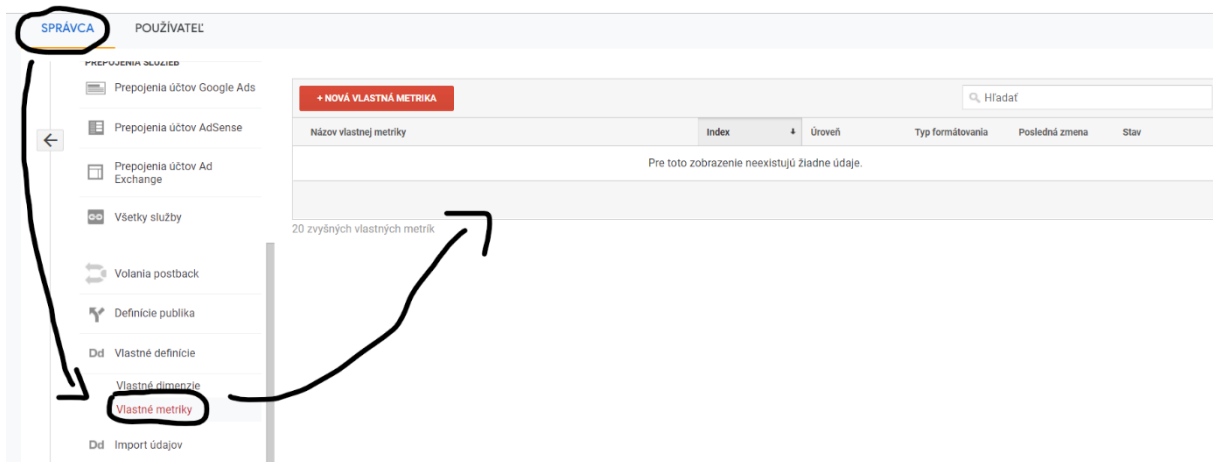 SPRÁVCA POUŽÍVATEĽ
PREPOJENIA SLUŽIEB
Prepojenia účtov Google Ads
Prepojenia účtov AdSense
Prepojenia účtov Ad
Exchange
Všetky služby
Volania postback
Definície publika
Dd Vlastné definície
Vlastné dimenzie
Vlastné metriky
Dd Import údajov
+ NOVÁ VLASTNÁ METRIKA
Hľadať
Názov vlastnej metriky Index Úroveň Typ formátovania Posledná zmena Stav
Pre toto zobrazenie neexistujú žiadne údaje.
20 zvyšných vlastných metrík